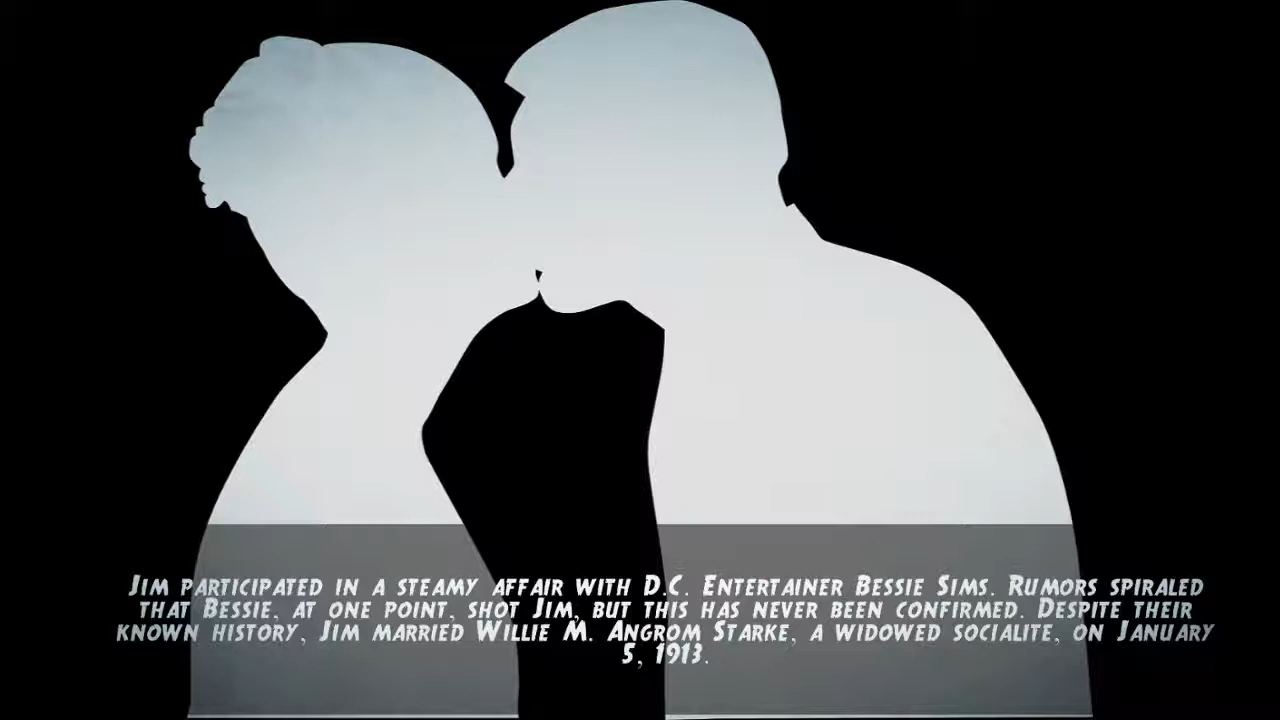 Jim participated in a steamy affair with D.C. Entertainer Bessie Sims. Rumors spiraled
that Bessie, at one point, shot Jim, but this has never been confirmed. Despite their
known history, Jim married Willie M. Angrom Starke, a widowed socialite, on January
5, 1913.